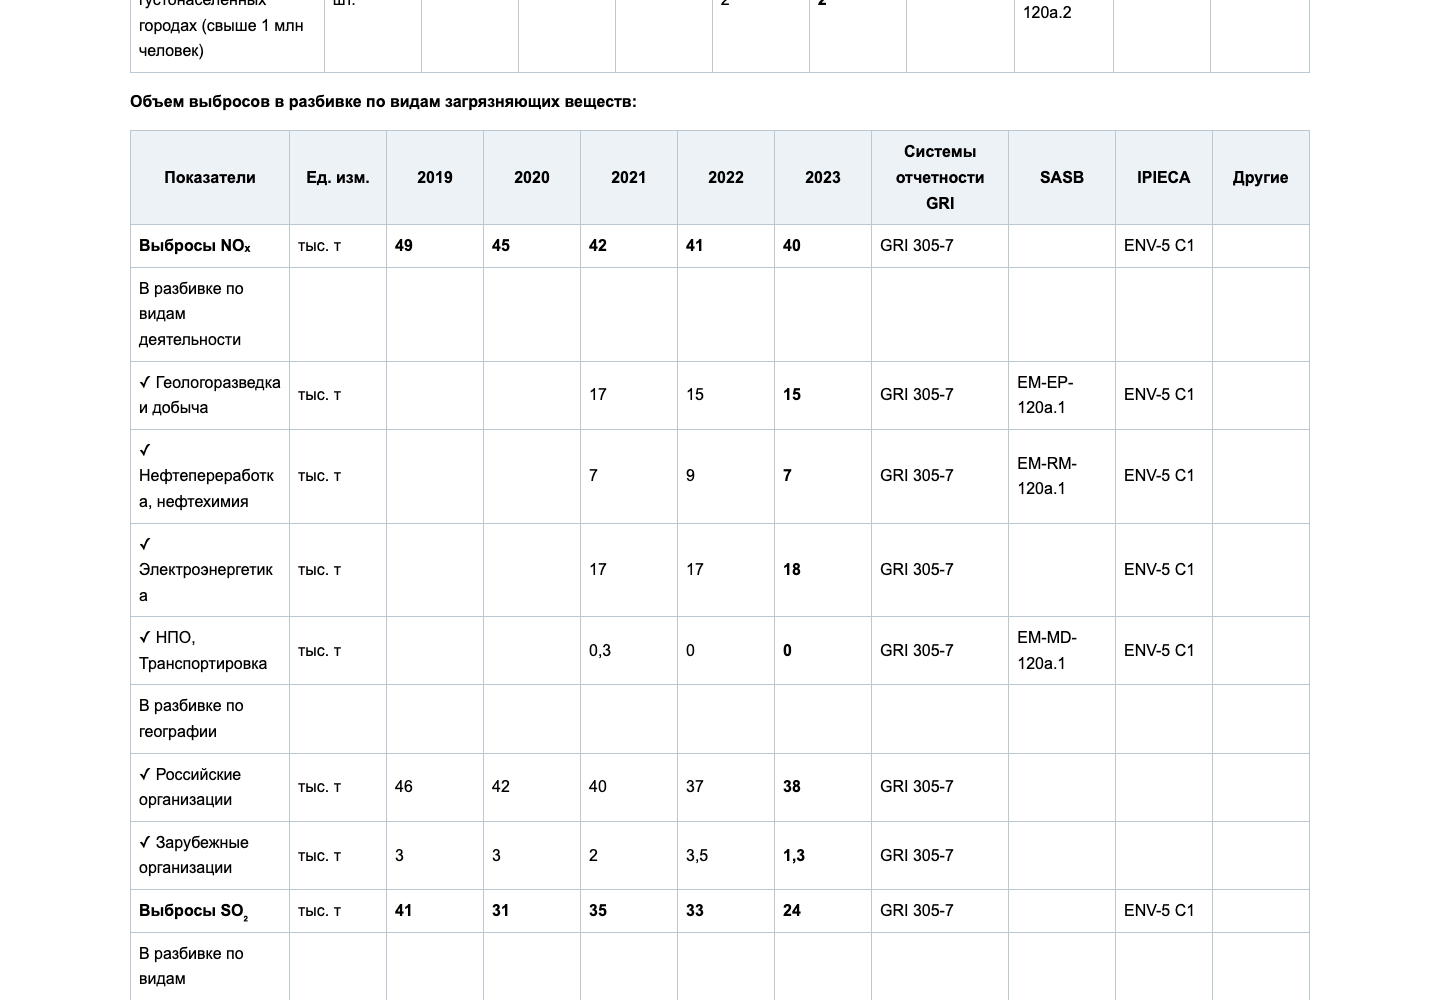 густонаселенных шт. 2 2
120a.2
городах (свыше 1 млн
человек)
Объем выбросов в разбивке по видам загрязняющих веществ:
Показатели Ед. изм. 2019 2020 2021 2022 2023 Системы отчетности GRI SASB IPIECA Другие
Выбросы NOₓ тыс. т 49 45 42 41 40 GRI 305-7 ENV-5 C1
В разбивке по
видам
деятельности
✓ Геологоразведка
и добыча
тыс. т 17 15 15 GRI 305-7
EM-EP-
120a.1
ENV-5 C1
✓
Нефтепереработк
а, нефтехимия
тыс. т 7 9 7 GRI 305-7
EM-RM-
120a.1
ENV-5 C1
✓
Электроэнергетик
а
тыс. т 17 17 18 GRI 305-7 ENV-5 C1
✓ НПО,
Транспортировка
тыс. т 0,3 0 0 GRI 305-7
EM-MD-
120a.1
ENV-5 C1
В разбивке по
географии
✓ Российские
организации
тыс. т 46 42 40 37 38 GRI 305-7
✓ Зарубежные
организации
тыс. т 3 3 2 3,5 1,3 GRI 305-7
Выбросы SO₂ тыс. т 41 31 35 33 24 GRI 305-7 ENV-5 C1
В разбивке по
видам